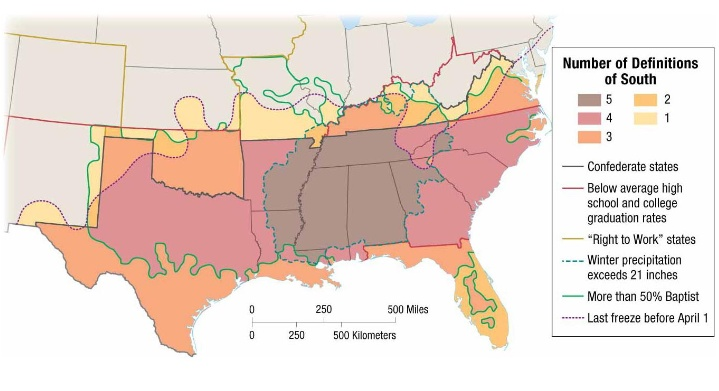 Number of Definitions
of South
5
2
4
1
3
Confederate states
Below average high
school and college
graduation rates
"Right to Work" states
Winter precipitation
exceeds 21 inches
More than 50% Baptist
Last freeze before April 1
0 250 500 Miles
0 250 500 Kilometers